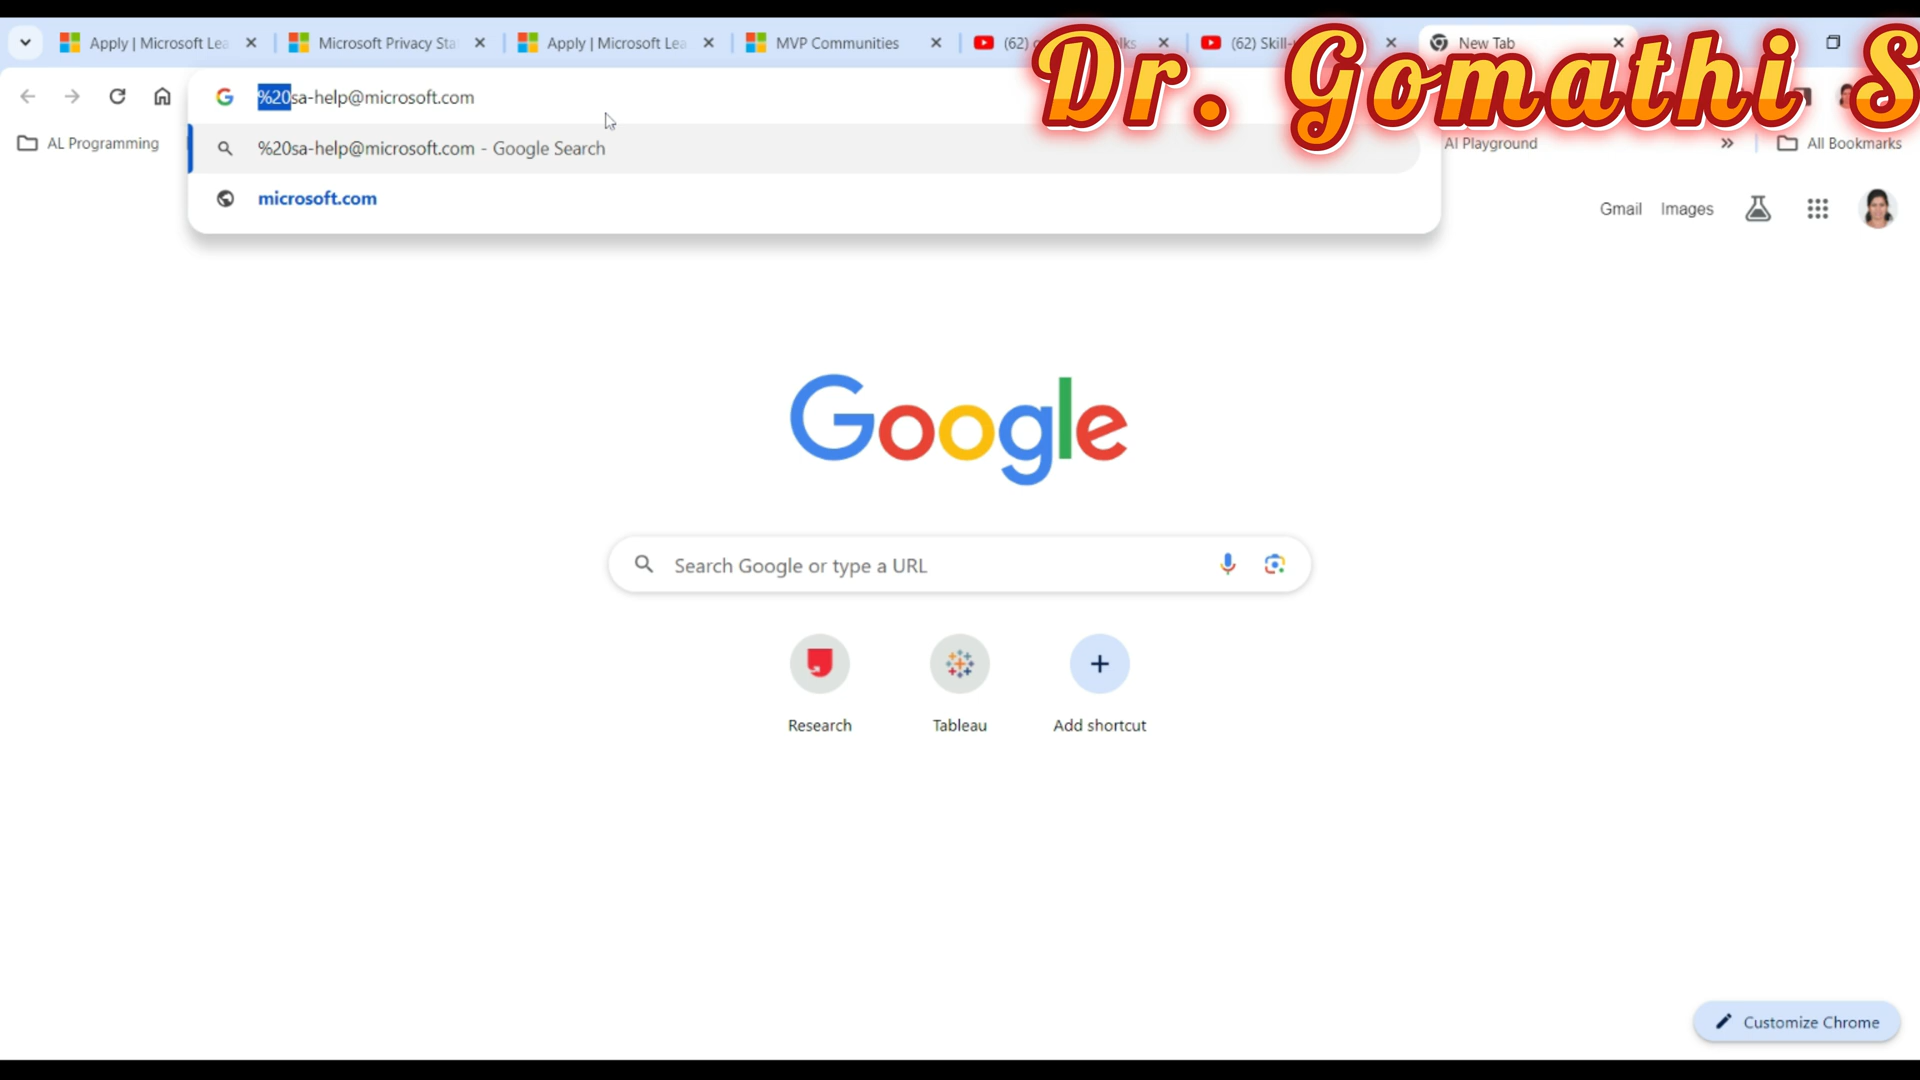 Apply | Microsoft Lea
Microsoft Privacy Sta
Apply | Microsoft Lea
MVP Communities
(62)
(62) Skill-
New Tab
Dr. Gomathi S
%20sa-help@microsoft.com
AL Programming
%20sa-help@microsoft.com - Google Search
AI Playground
All Bookmarks
microsoft.com
Gmail
Images
Google
Search Google or type a URL
Research
Tableau
Add shortcut
Customize Chrome